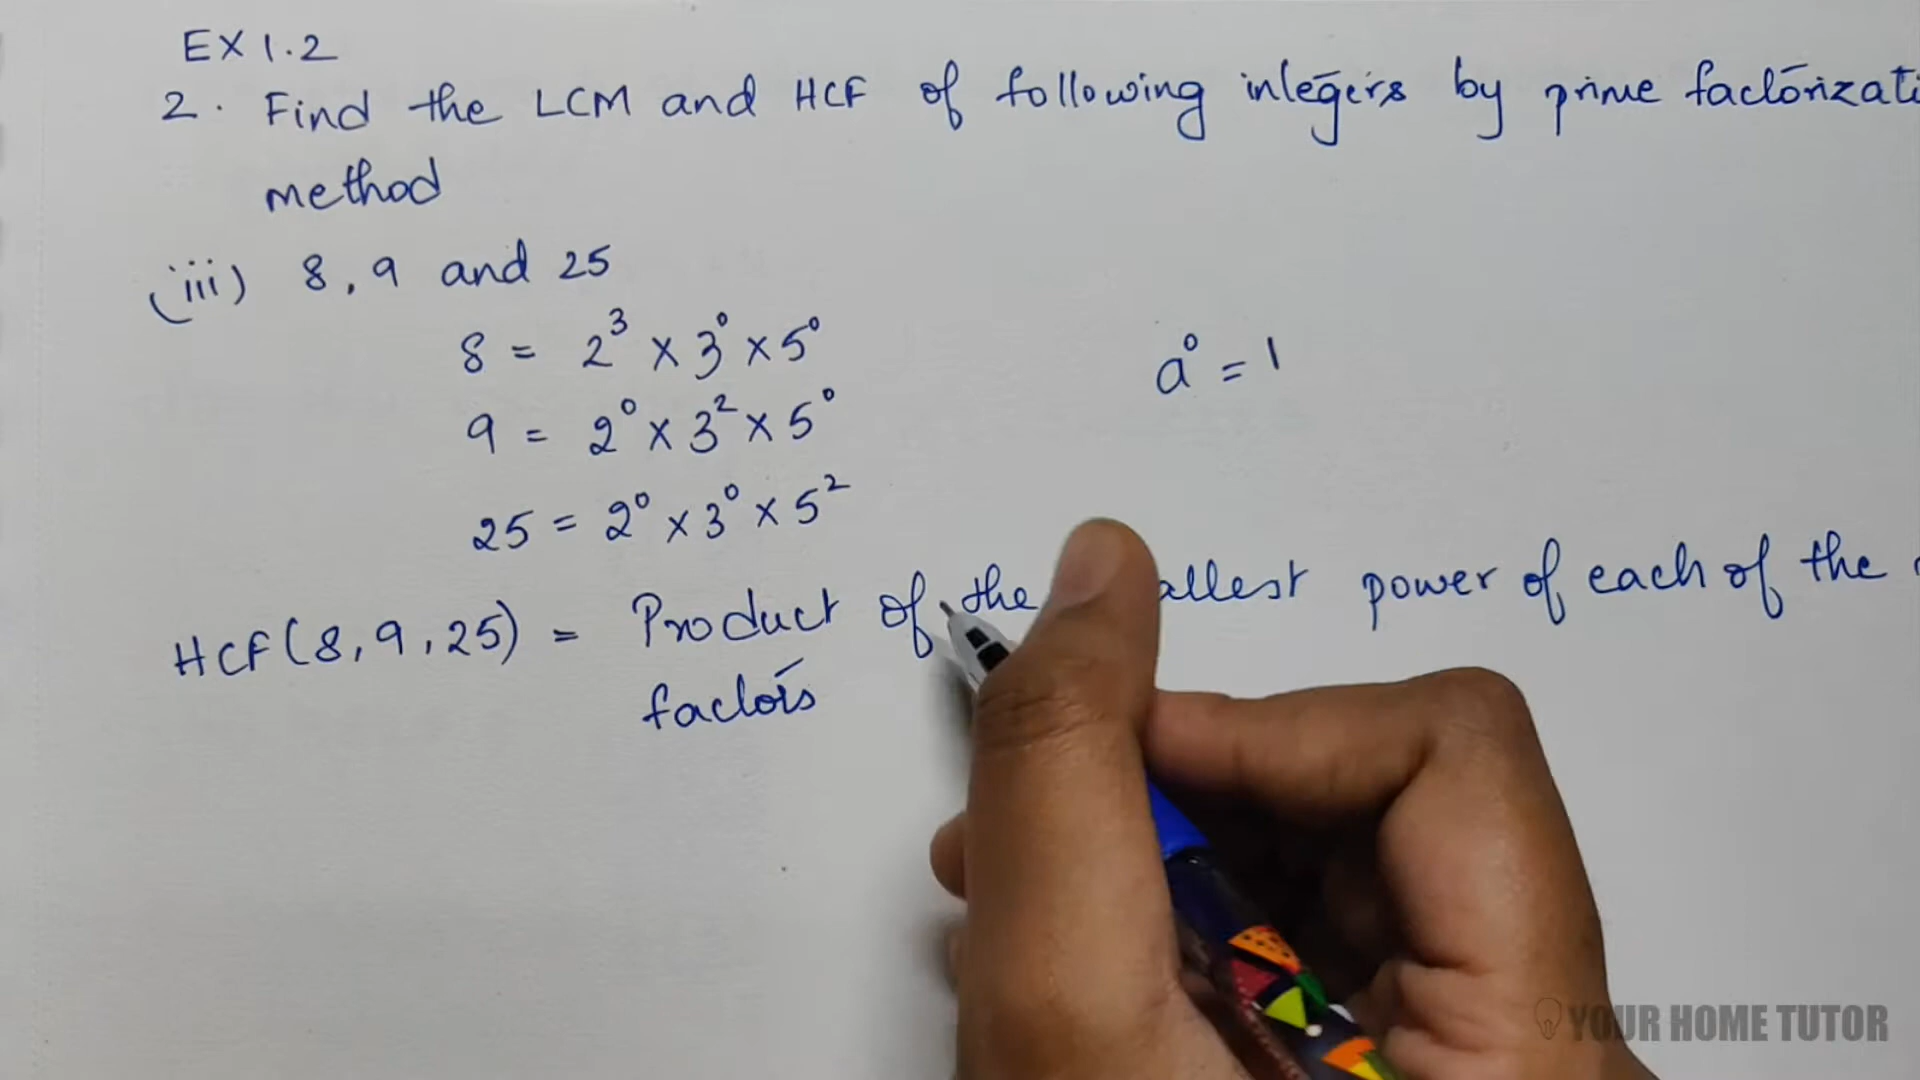 EX 1.2
2. Find the LCM and HCF of following integers by prime factorizati
method
(iii) 8, 9 and 25
8 = 2³ × 3⁰ × 5⁰
a⁰ = 1
9 = 2⁰ × 3² × 5⁰
25 = 2⁰ × 3⁰ × 5²
HCF(8, 9, 25) = Product of the allest power of each of the
factors
YOUR HOME TUTOR